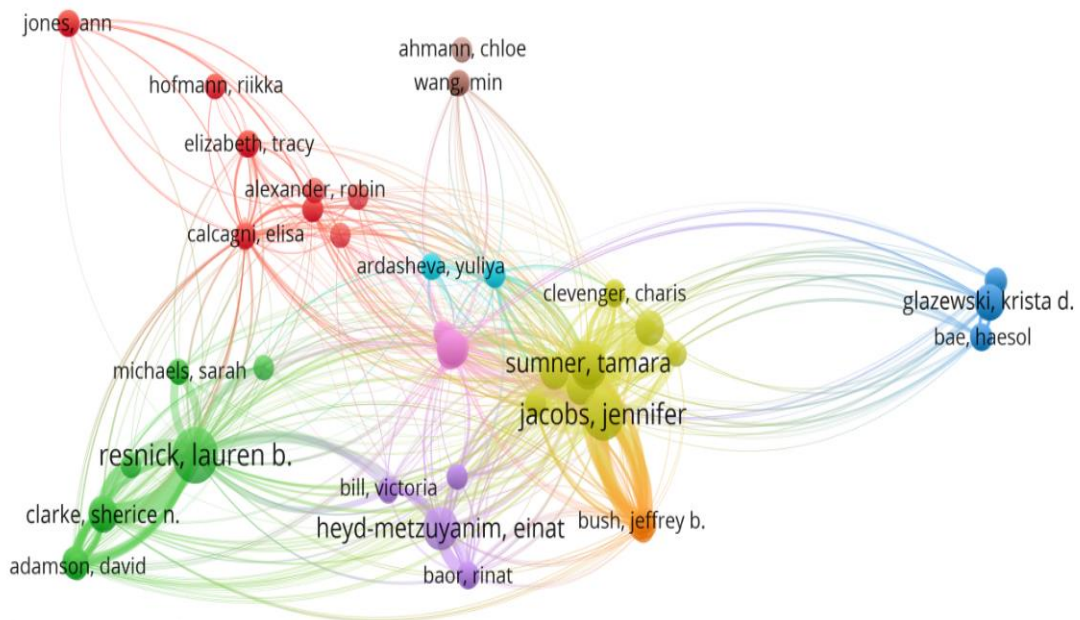 jones, ann
ahmann, chloe
wang, min
hofmann, riikka
elizabeth, tracy
alexander, robin
calcagni, elisa
ardasheva, yuliya
clevenger, charis
glazewski, krista d.
bae, haesol
sumner, tamara
michaels, sarah
jacobs, jennifer
resnick, lauren b.
bill, victoria
clarke, sherice n.
bush, jeffrey b.
heyd-metzuyanim, einat
adamson, david
baor, rinat